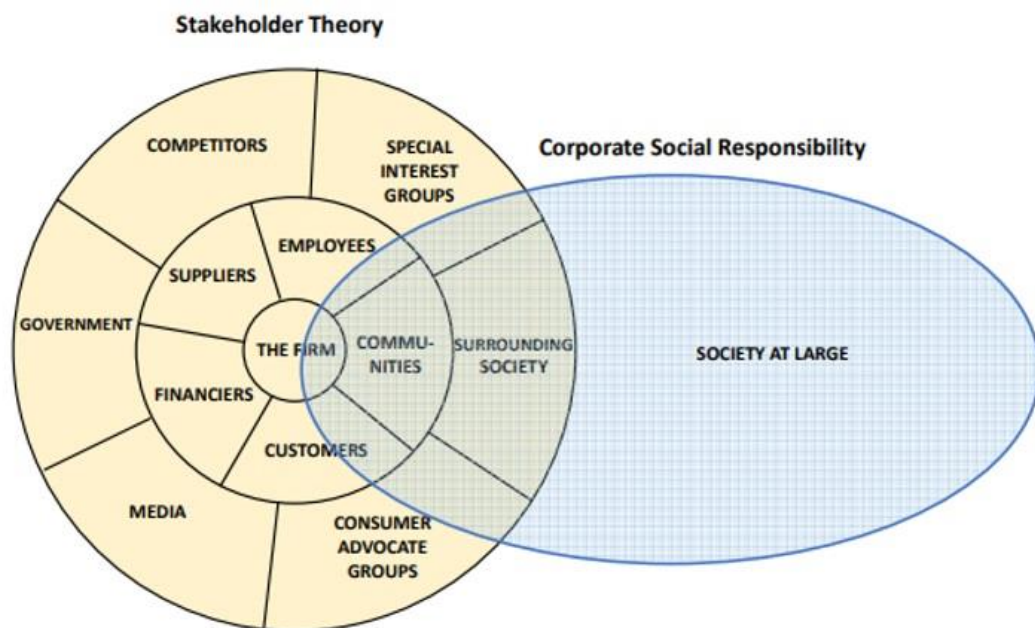 Stakeholder Theory
Corporate Social Responsibility
COMPETITORS
SPECIAL
INTEREST
GROUPS
EMPLOYEES
SUPPLIERS
GOVERNMENT
THE FIRM
COMMU-
NITIES
SURROUNDING
SOCIETY
SOCIETY AT LARGE
FINANCIERS
CUSTOMERS
MEDIA
CONSUMER
ADVOCATE
GROUPS